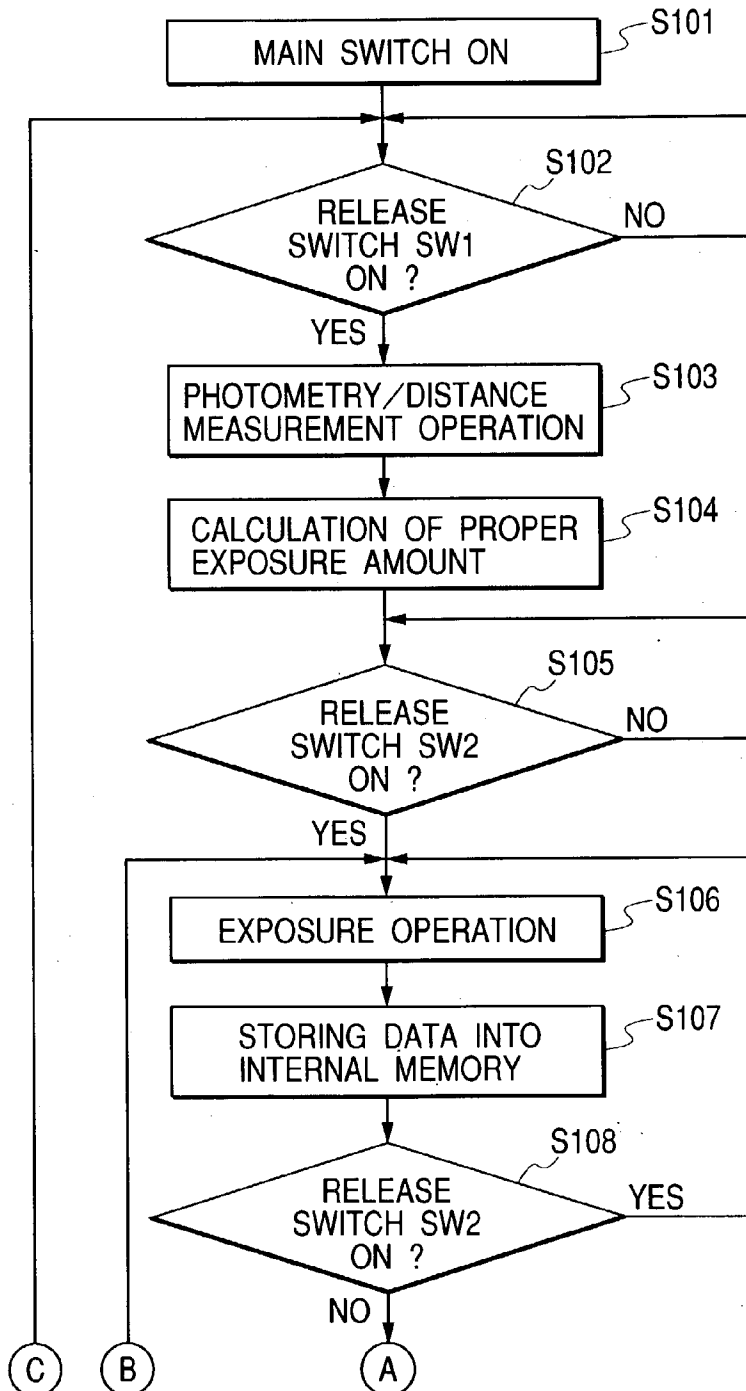 MAIN SWITCH ON
S101
S102
RELEASE
SWITCH SW1
ON ?
NO
YES
S103
PHOTOMETRY/DISTANCE
MEASUREMENT OPERATION
S104
CALCULATION OF PROPER
EXPOSURE AMOUNT
S105
RELEASE
SWITCH SW2
ON ?
NO
YES
S106
EXPOSURE OPERATION
S107
STORING DATA INTO
INTERNAL MEMORY
S108
RELEASE
SWITCH SW2
ON ?
YES
NO
C B A